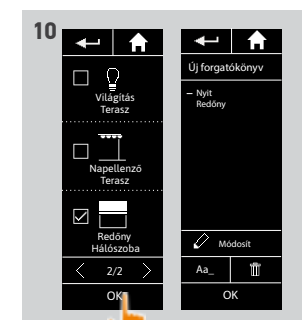 10
Világítás
Terasz
Napellenző
Terasz
Redőny
Hálószoba
2/2
OK
Új forgatókönyv
– Nyit
Redőny
Módosít
Aa_
OK